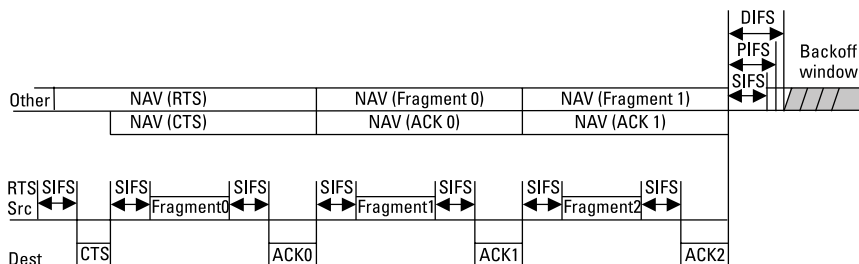 DIFS
PIFS
Backoff
window
SIFS
Other
NAV (RTS)
NAV (Fragment 0)
NAV (Fragment 1)
NAV (CTS)
NAV (ACK 0)
NAV (ACK 1)
RTS
Src
SIFS
SIFS
Fragment0
SIFS
SIFS
Fragment1
SIFS
SIFS
Fragment2
SIFS
Dest
CTS
ACK0
ACK1
ACK2